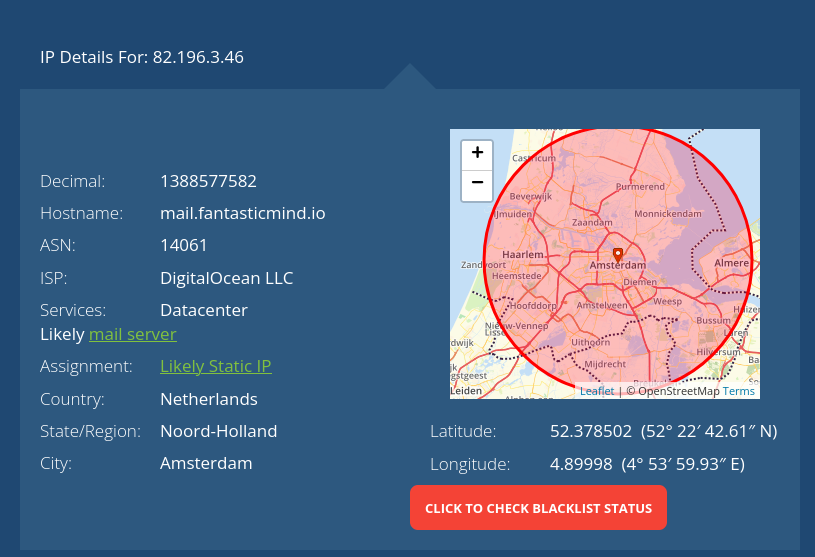 IP Details For: 82.196.3.46
Decimal: 1388577582
Hostname: mail.fantasticmind.io
ASN: 14061
ISP: DigitalOcean LLC
Services: Datacenter
Likely mail server
Assignment: Likely Static IP
Country: Netherlands
State/Region: Noord-Holland
City: Amsterdam
+
−
Castricum
Purmerend
Beverwijk
IJmuiden
Monnickendam
Zaandam
Haarlem
Zandvoort
Amsterdam
Almere
Heemstede
Diemen
Hoofddorp
Amstelveen
Weesp
Huizen
Bussum
Nieuw-Vennep
Laren
Uithoorn
Hilversum
Mijdrecht
Leiden
Leaflet | © OpenStreetMap Terms
Latitude: 52.378502 (52° 22′ 42.61″ N)
Longitude: 4.89998 (4° 53′ 59.93″ E)
CLICK TO CHECK BLACKLIST STATUS